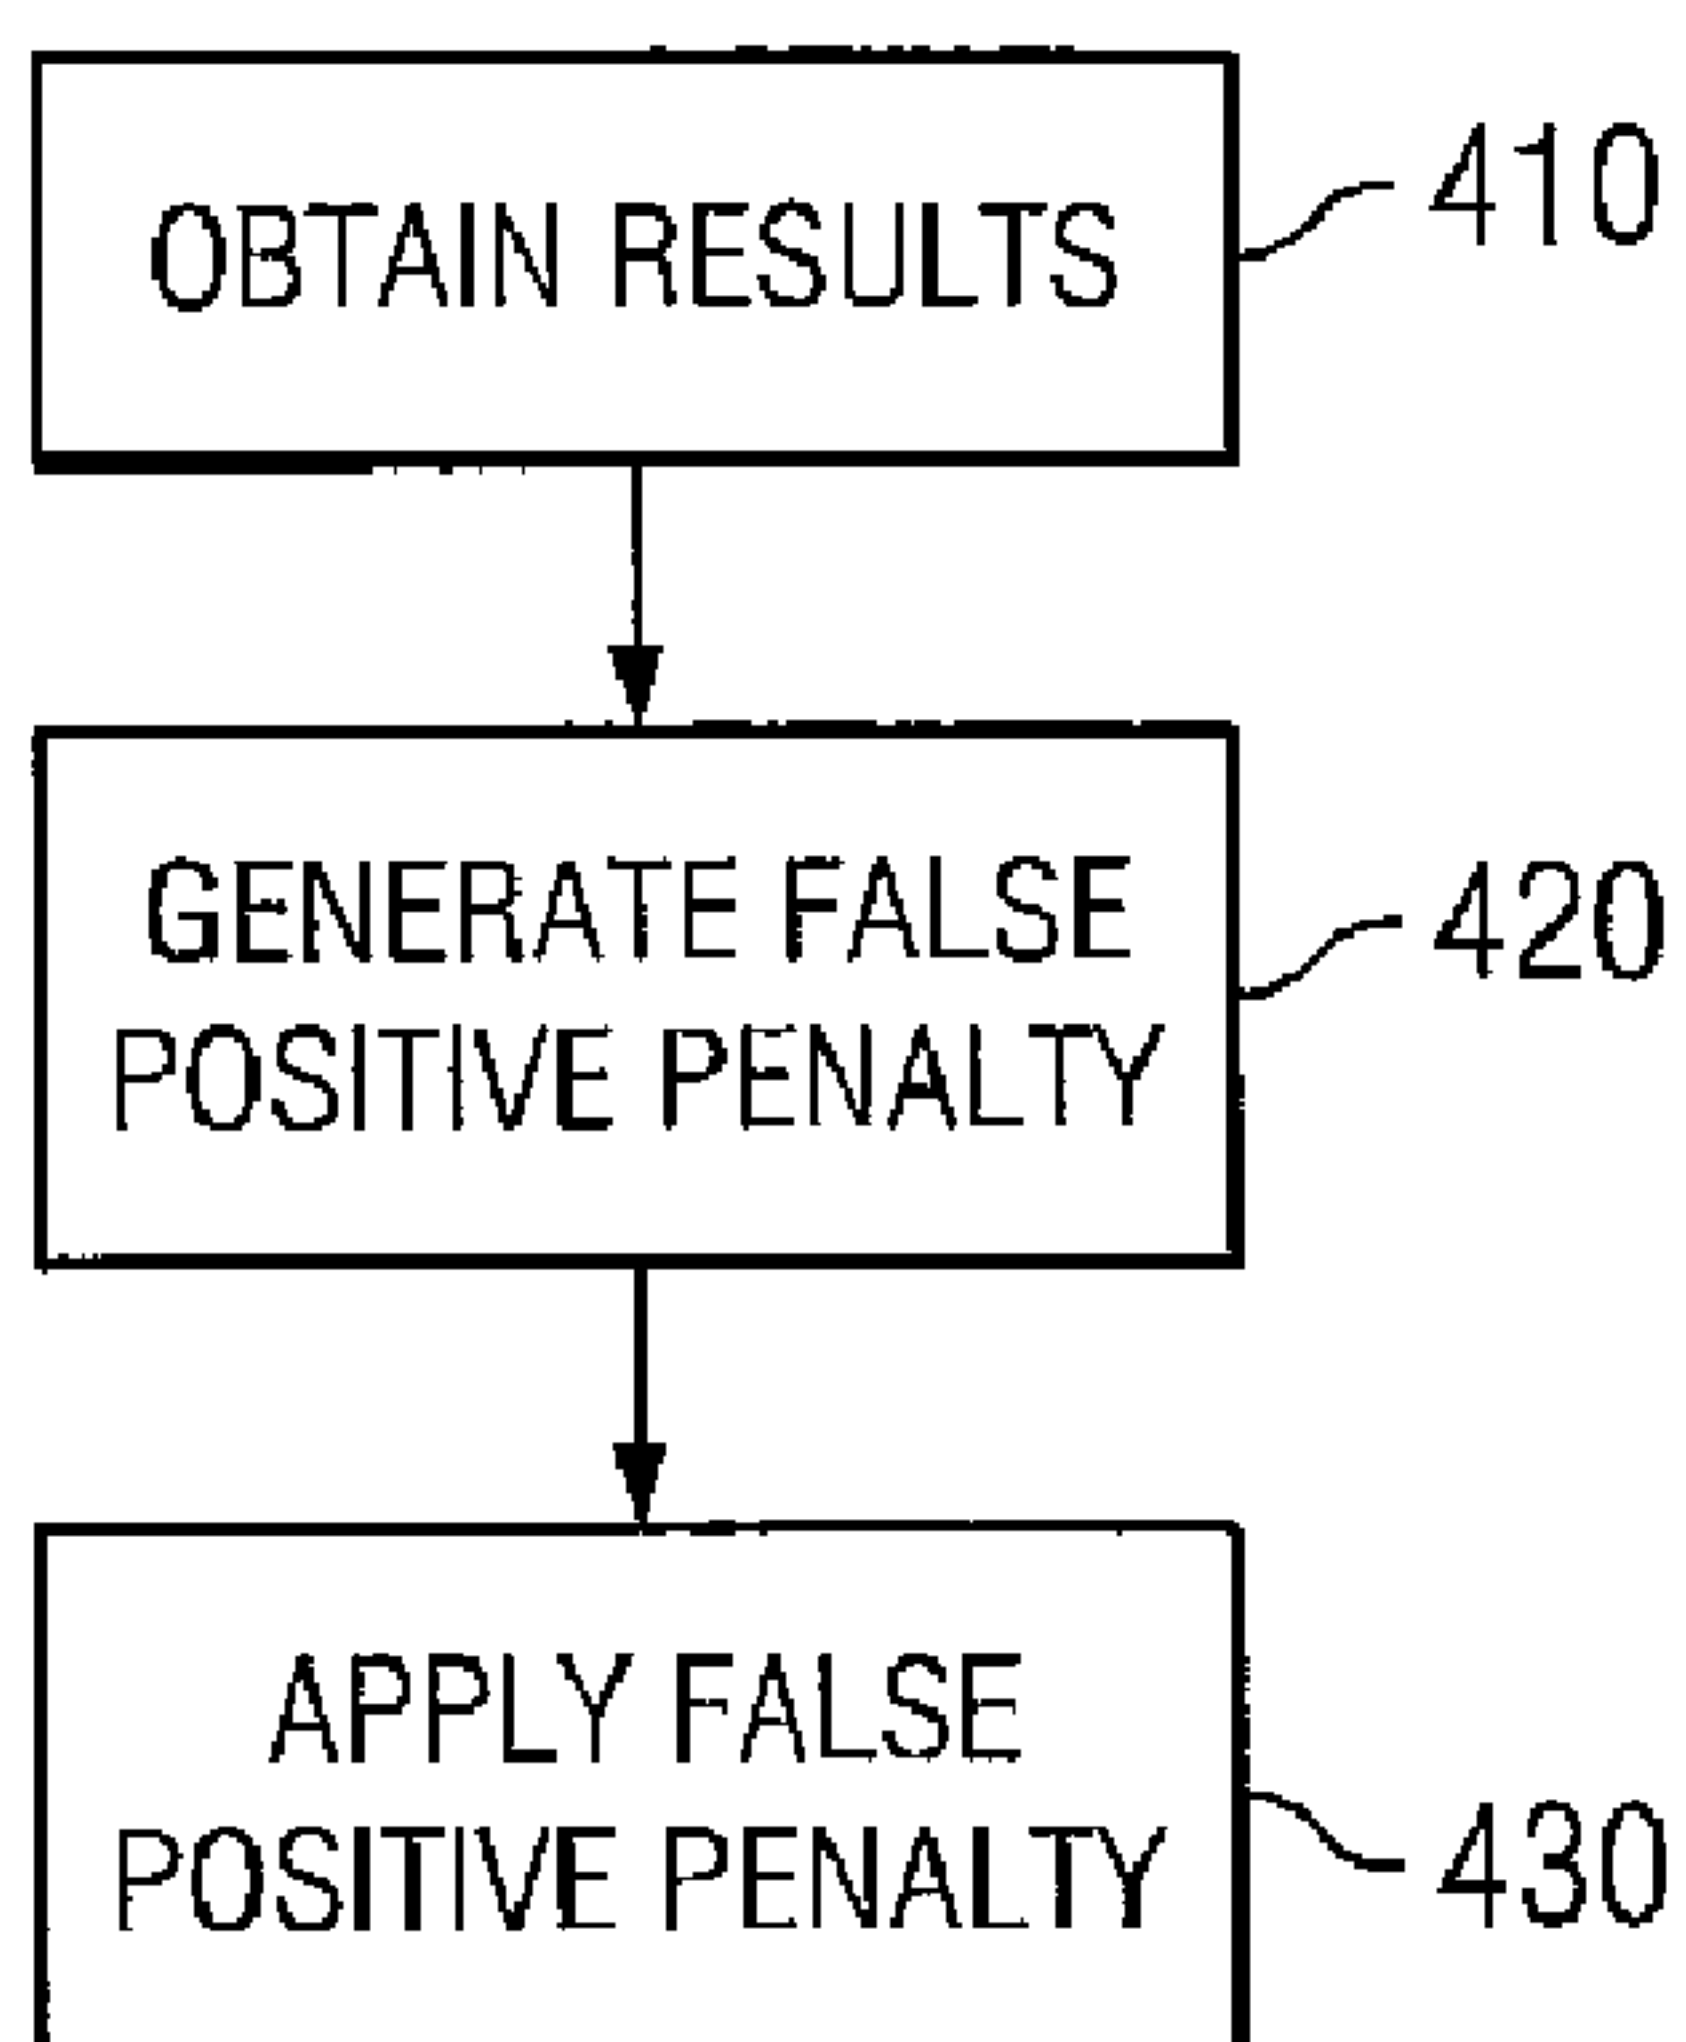 OBTAIN RESULTS
410
GENERATE FALSE
POSITIVE PENALTY
420
APPLY FALSE
POSITIVE PENALTY
430